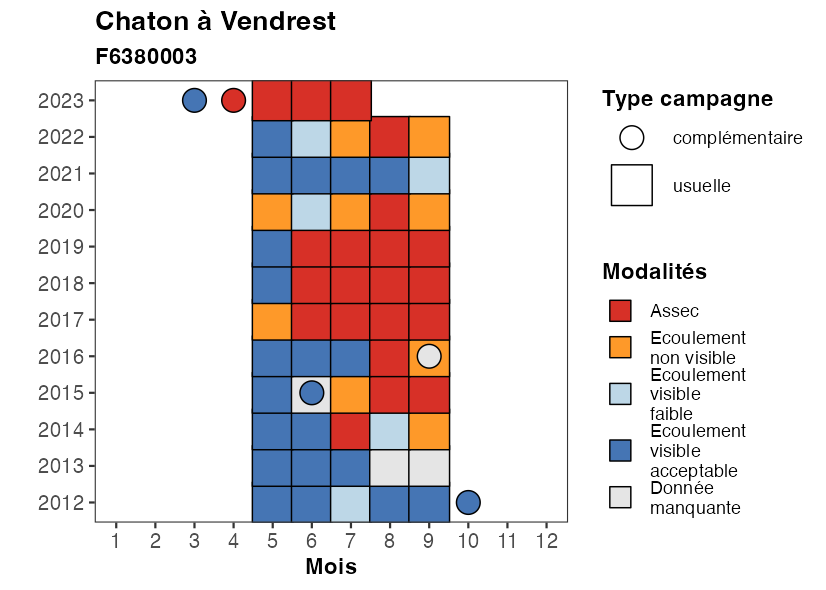 Chaton à Vendrest
F6380003
2023
2022
2021
2020
2019
2018
2017
2016
2015
2014
2013
2012
1 2 3 4 5 6 7 8 9 10 11 12
Mois
Type campagne
complémentaire
usuelle
Modalités
Assec
Ecoulement
non visible
Ecoulement
visible
faible
Ecoulement
visible
acceptable
Donnée
manquante